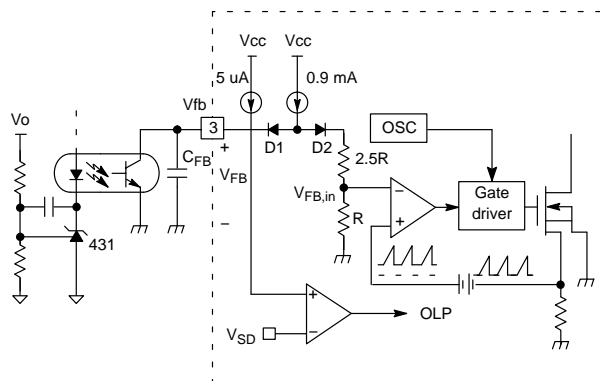 Vcc Vcc
5 uA 0.9 mA
Vo Vfb 3
OSC
+ D1 D2
2.5R
CFB
VFB
VFB,in
− Gate
driver
R
+
−
431
+
OLP
VSD
−